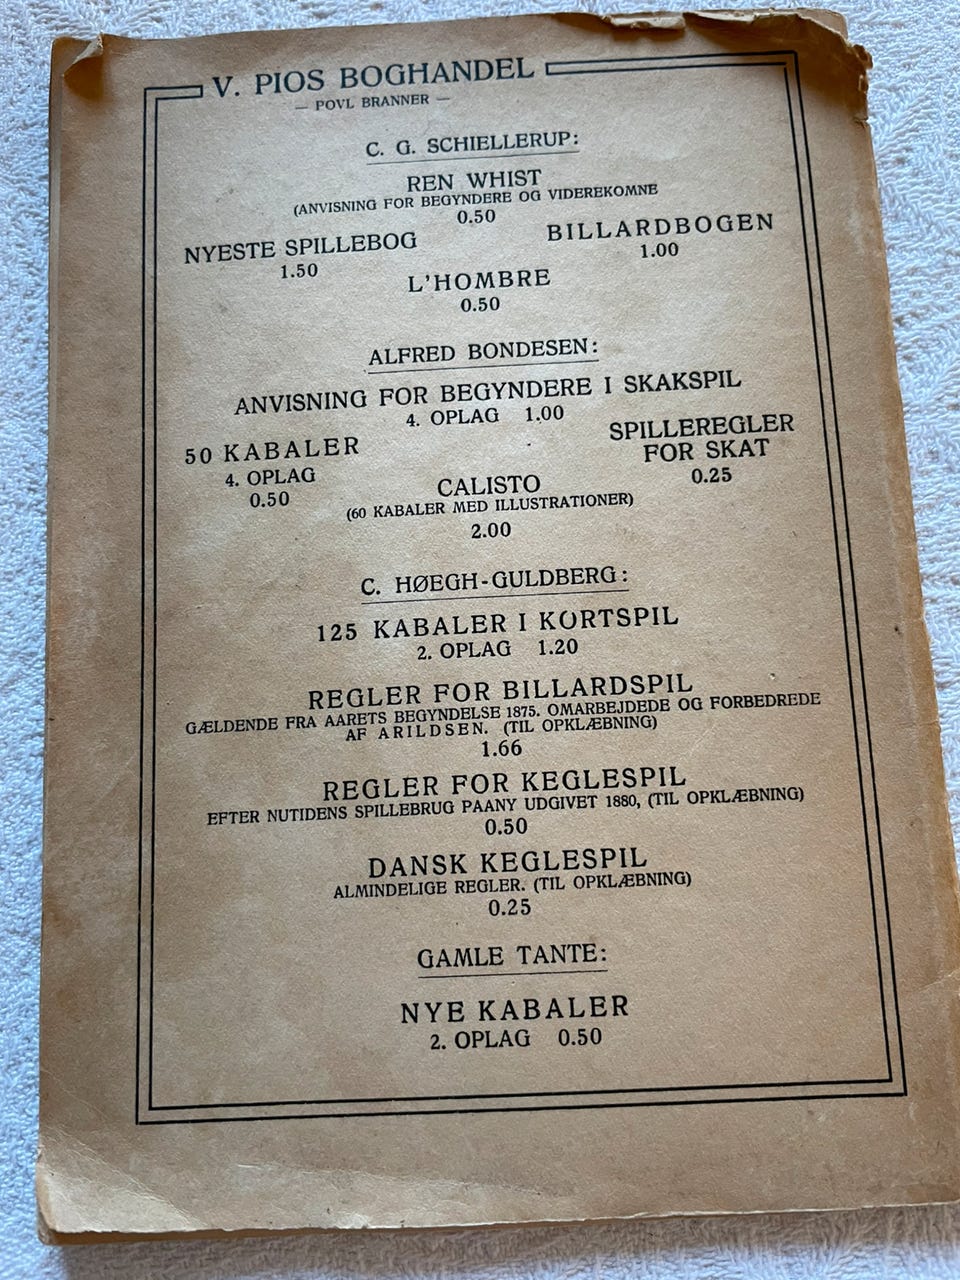 V. PIOS BOGHANDEL
— POVL BRANNER —
C. G. SCHIELLERUP:
REN WHIST
(ANVISNING FOR BEGYNDERE OG VIDEREKOMNE
0.50
NYESTE SPILLEBOG
1.50
BILLARDBOGEN
1.00
L'HOMBRE
0.50
ALFRED BONDESEN:
ANVISNING FOR BEGYNDERE I SKAKSPIL
4. OPLAG 1.00
50 KABALER
4. OPLAG
0.50
SPILLEREGLER
FOR SKAT
0.25
CALISTO
(60 KABALER MED ILLUSTRATIONER)
2.00
C. HØEGH-GULDBERG:
125 KABALER I KORTSPIL
2. OPLAG 1.20
REGLER FOR BILLARDSPIL
GÆLDENDE FRA AARETS BEGYNDELSE 1875. OMARBEJDEDE OG FORBEDREDE
AF ARILDSEN. (TIL OPKLÆBNING)
1.66
REGLER FOR KEGLESPIL
EFTER NUTIDENS SPILLEBRUG PAANY UDGIVET 1880, (TIL OPKLÆBNING)
0.50
DANSK KEGLESPIL
ALMINDELIGE REGLER. (TIL OPKLÆBNING)
0.25
GAMLE TANTE:
NYE KABALER
2. OPLAG 0.50